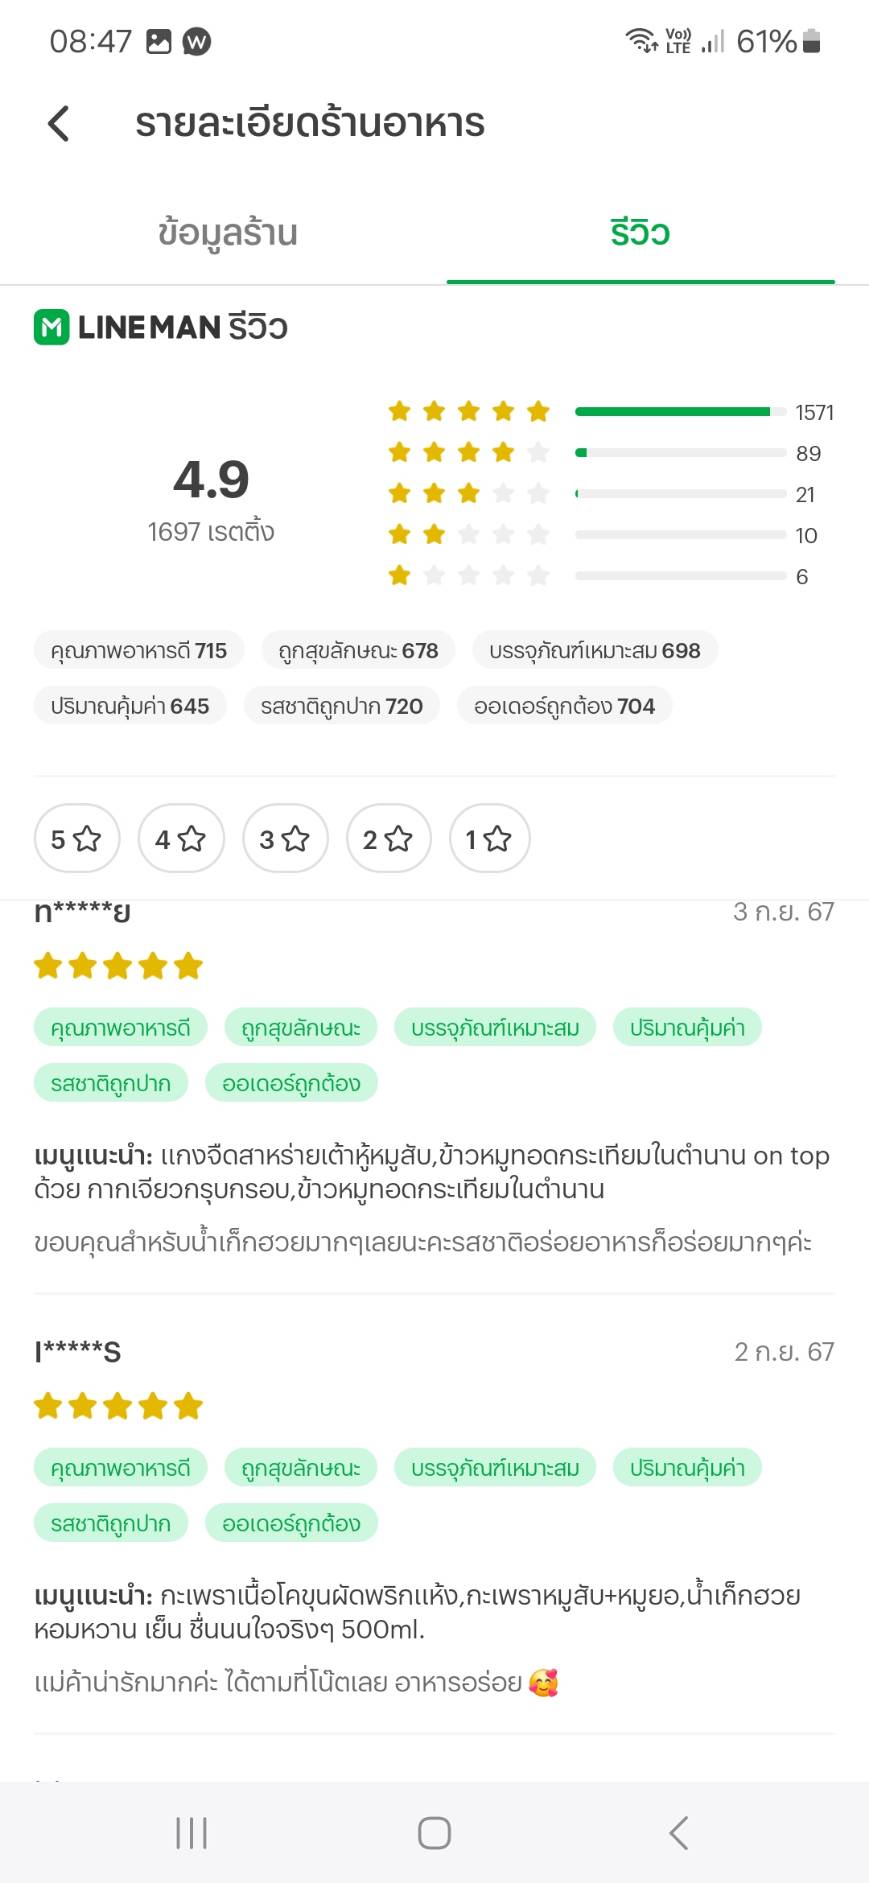 08:47
Vo)) LTE 61%
รายละเอียดร้านอาหาร
ข้อมูลร้าน รีวิว
LINE MAN รีวิว
1571
89
4.9
21
1697 เรตติ้ง
10
6
คุณภาพอาหารดี 715 ถูกสุขลักษณะ 678 บรรจุภัณฑ์เหมาะสม 698
ปริมาณคุ้มค่า 645 รสชาติถูกปาก 720 ออเดอร์ถูกต้อง 704
5 4 3 2 1
ท*****ย 3 ก.ย. 67
คุณภาพอาหารดี ถูกสุขลักษณะ บรรจุภัณฑ์เหมาะสม ปริมาณคุ้มค่า
รสชาติถูกปาก ออเดอร์ถูกต้อง
เมนูแนะนำ: แกงจืดสาหร่ายเต้าหู้หมูสับ,ข้าวหมูทอดกระเทียมในตำนาน on top
ด้วย กากเจียวกรุบกรอบ,ข้าวหมูทอดกระเทียมในตำนาน
ขอบคุณสำหรับน้ำเก็กฮวยมากๆเลยนะคะรสชาติอร่อยอาหารก็อร่อยมากๆค่ะ
I*****S 2 ก.ย. 67
คุณภาพอาหารดี ถูกสุขลักษณะ บรรจุภัณฑ์เหมาะสม ปริมาณคุ้มค่า
รสชาติถูกปาก ออเดอร์ถูกต้อง
เมนูแนะนำ: กะเพราเนื้อโคขุนผัดพริกแห้ง,กะเพราหมูสับ+หมูยอ,น้ำเก็กฮวย
หอมหวาน เย็น ชื่นนนใจจริงๆ 500ml.
แม่ค้าน่ารักมากค่ะ ได้ตามที่โน๊ตเลย อาหารอร่อย 🥰